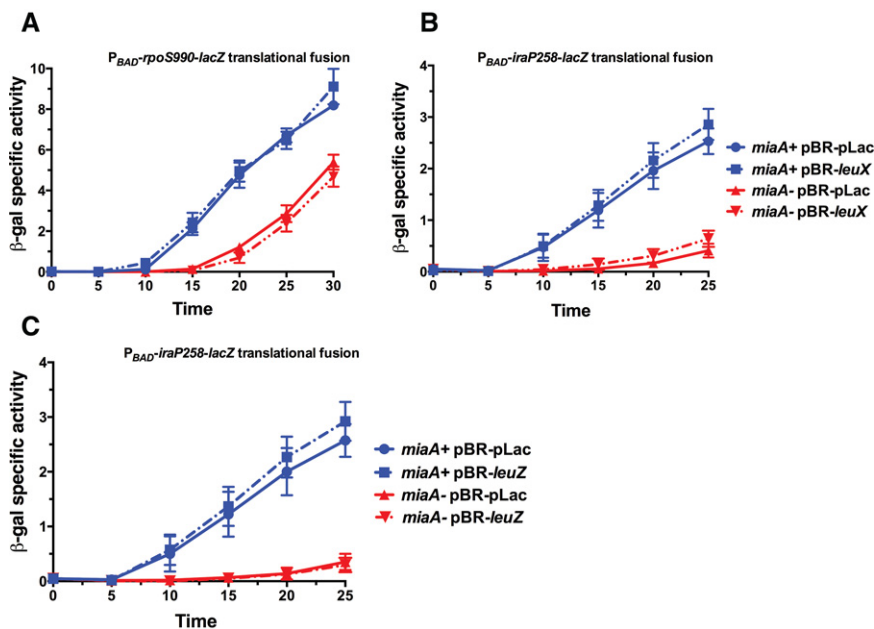 A
P_BAD-rpoS990-lacZ translational fusion
β-gal specific activity
10
8
6
4
2
0
0 5 10 15 20 25 30
Time
B
P_BAD-iraP258-lacZ translational fusion
β-gal specific activity
4
3
2
1
0
0 5 10 15 20 25
Time
miaA+ pBR-pLac
miaA+ pBR-leuX
miaA- pBR-pLac
miaA- pBR-leuX
C
P_BAD-iraP258-lacZ translational fusion
β-gal specific activity
4
3
2
1
0
0 5 10 15 20 25
Time
miaA+ pBR-pLac
miaA+ pBR-leuZ
miaA- pBR-pLac
miaA- pBR-leuZ